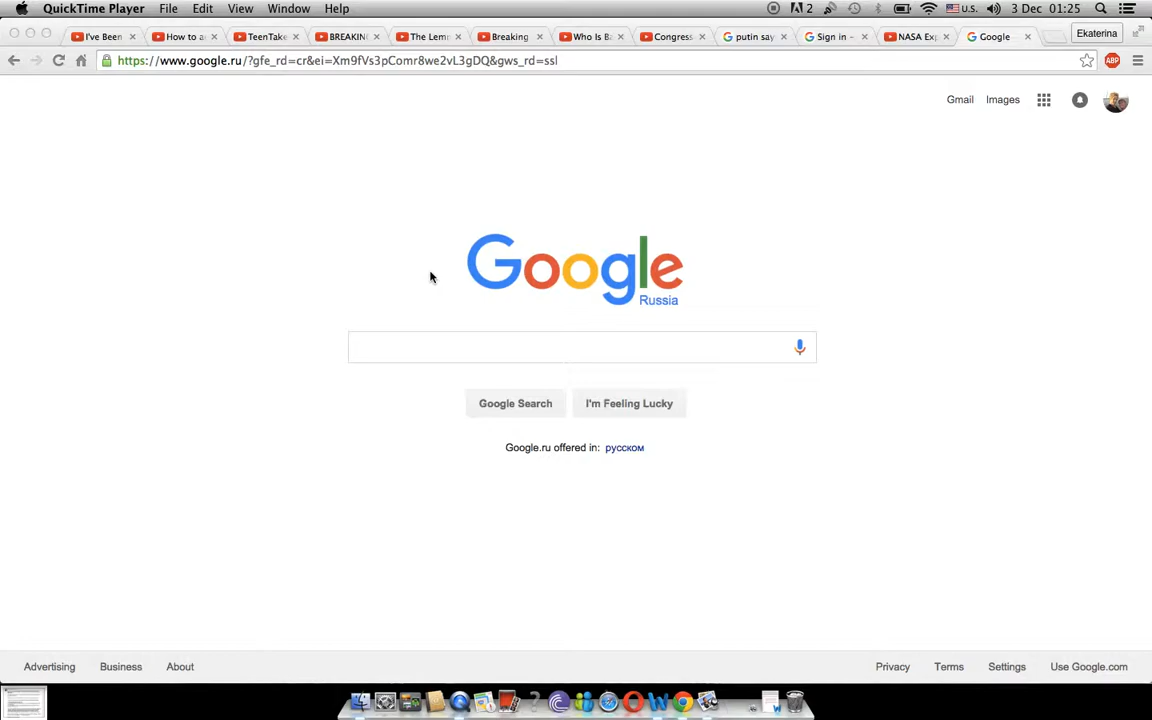 QuickTime Player File Edit View Window Help 2 U.S. 3 Dec 01:25
I've Been How to a TeenTake BREAKIN The Lem Breaking Who Is B Congres putin say Sign in - NASA Ex Google Ekaterina
https://www.google.ru/?gfe_rd=cr&ei=Xm9fVs3pComr8we2vL3gDQ&gws_rd=ssl ABP
Gmail Images
Google
Russia
Google Search I'm Feeling Lucky
Google.ru offered in: русском
Advertising Business About Privacy Terms Settings Use Google.com